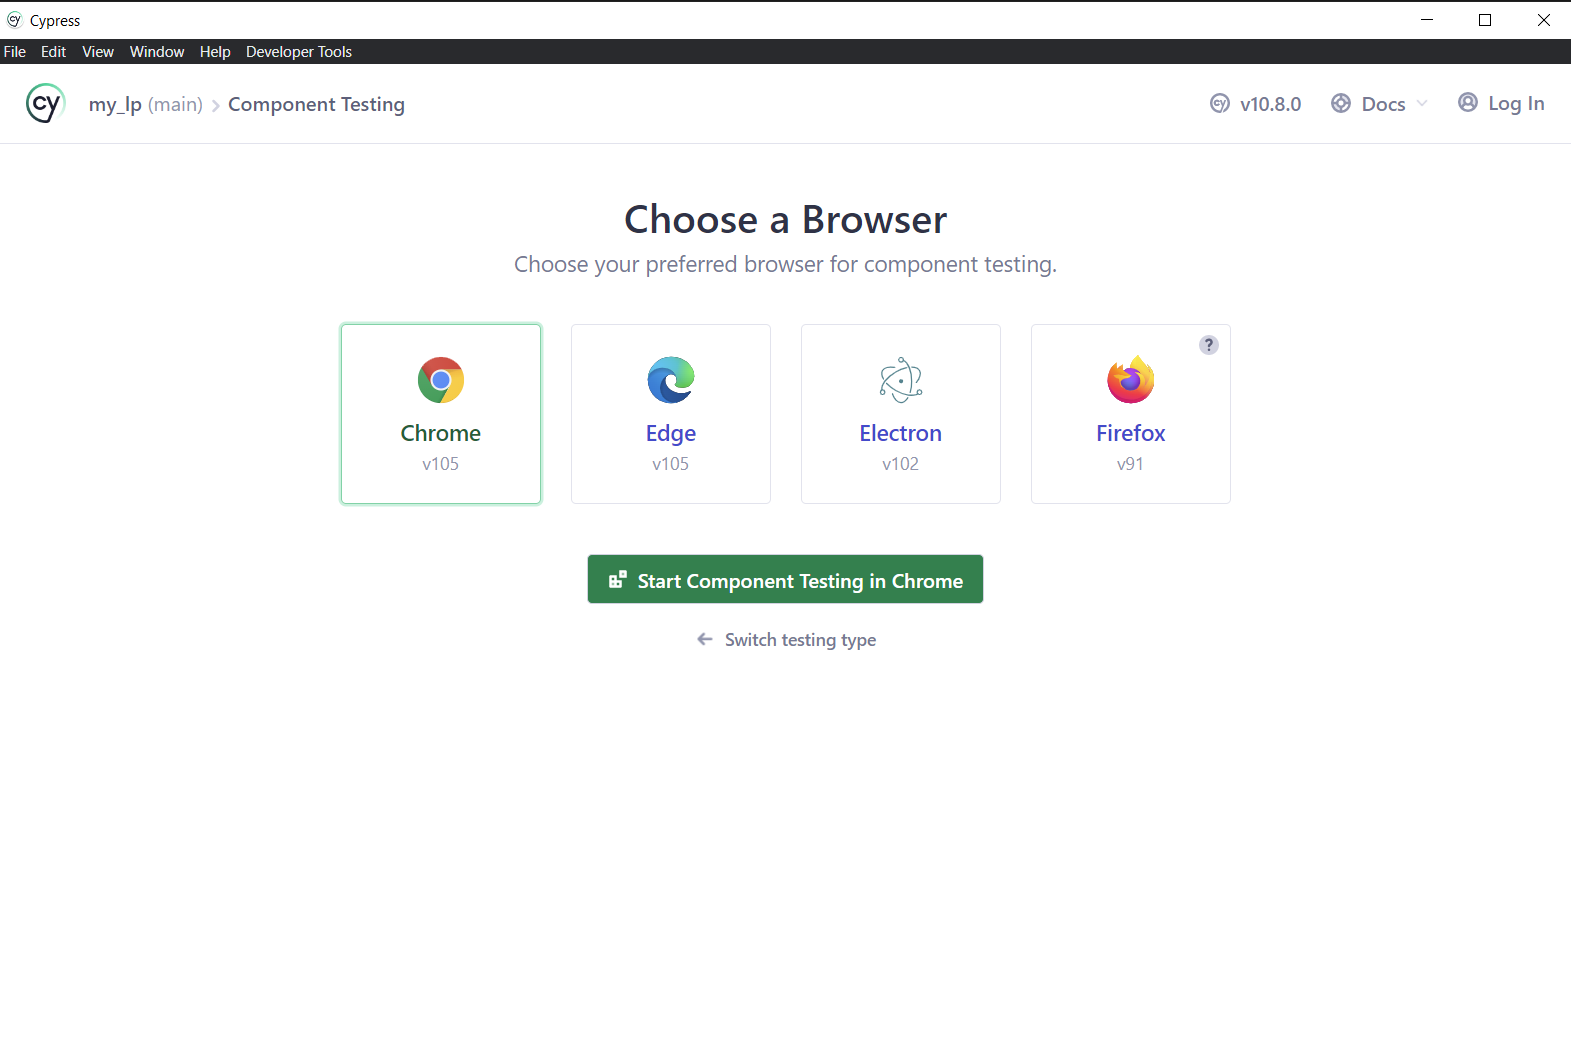 Cypress
File Edit View Window Help Developer Tools
cy my_lp (main) Component Testing
cy v10.8.0 Docs Log In
Choose a Browser
Choose your preferred browser for component testing.
?
Chrome Edge Electron Firefox
v105 v105 v102 v91
Start Component Testing in Chrome
Switch testing type